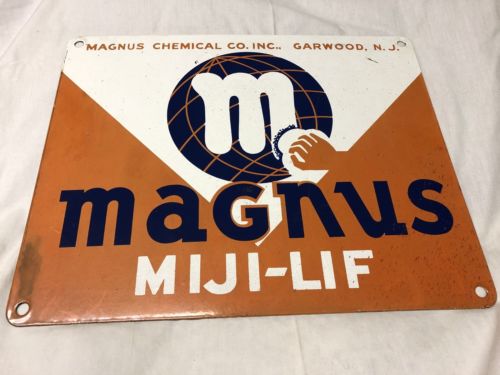 MAGNUS CHEMICAL CO. INC., GARWOOD, N. J.
m
magnus
MIJI-LIF